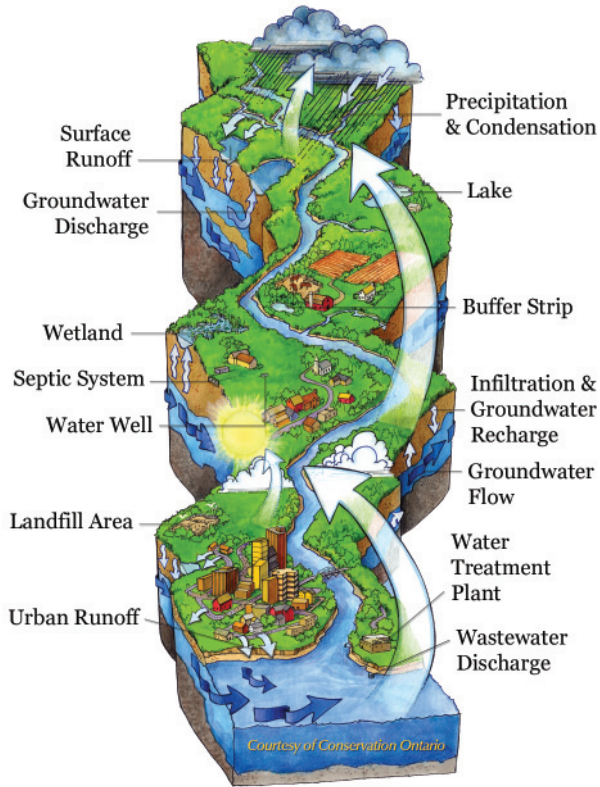 Precipitation
& Condensation
Surface
Runoff
Lake
Groundwater
Discharge
Buffer Strip
Wetland
Septic System
Infiltration &
Groundwater
Recharge
Water Well
Groundwater
Flow
Landfill Area
Water
Treatment
Plant
Urban Runoff
Wastewater
Discharge
Courtesy of Conservation Ontario